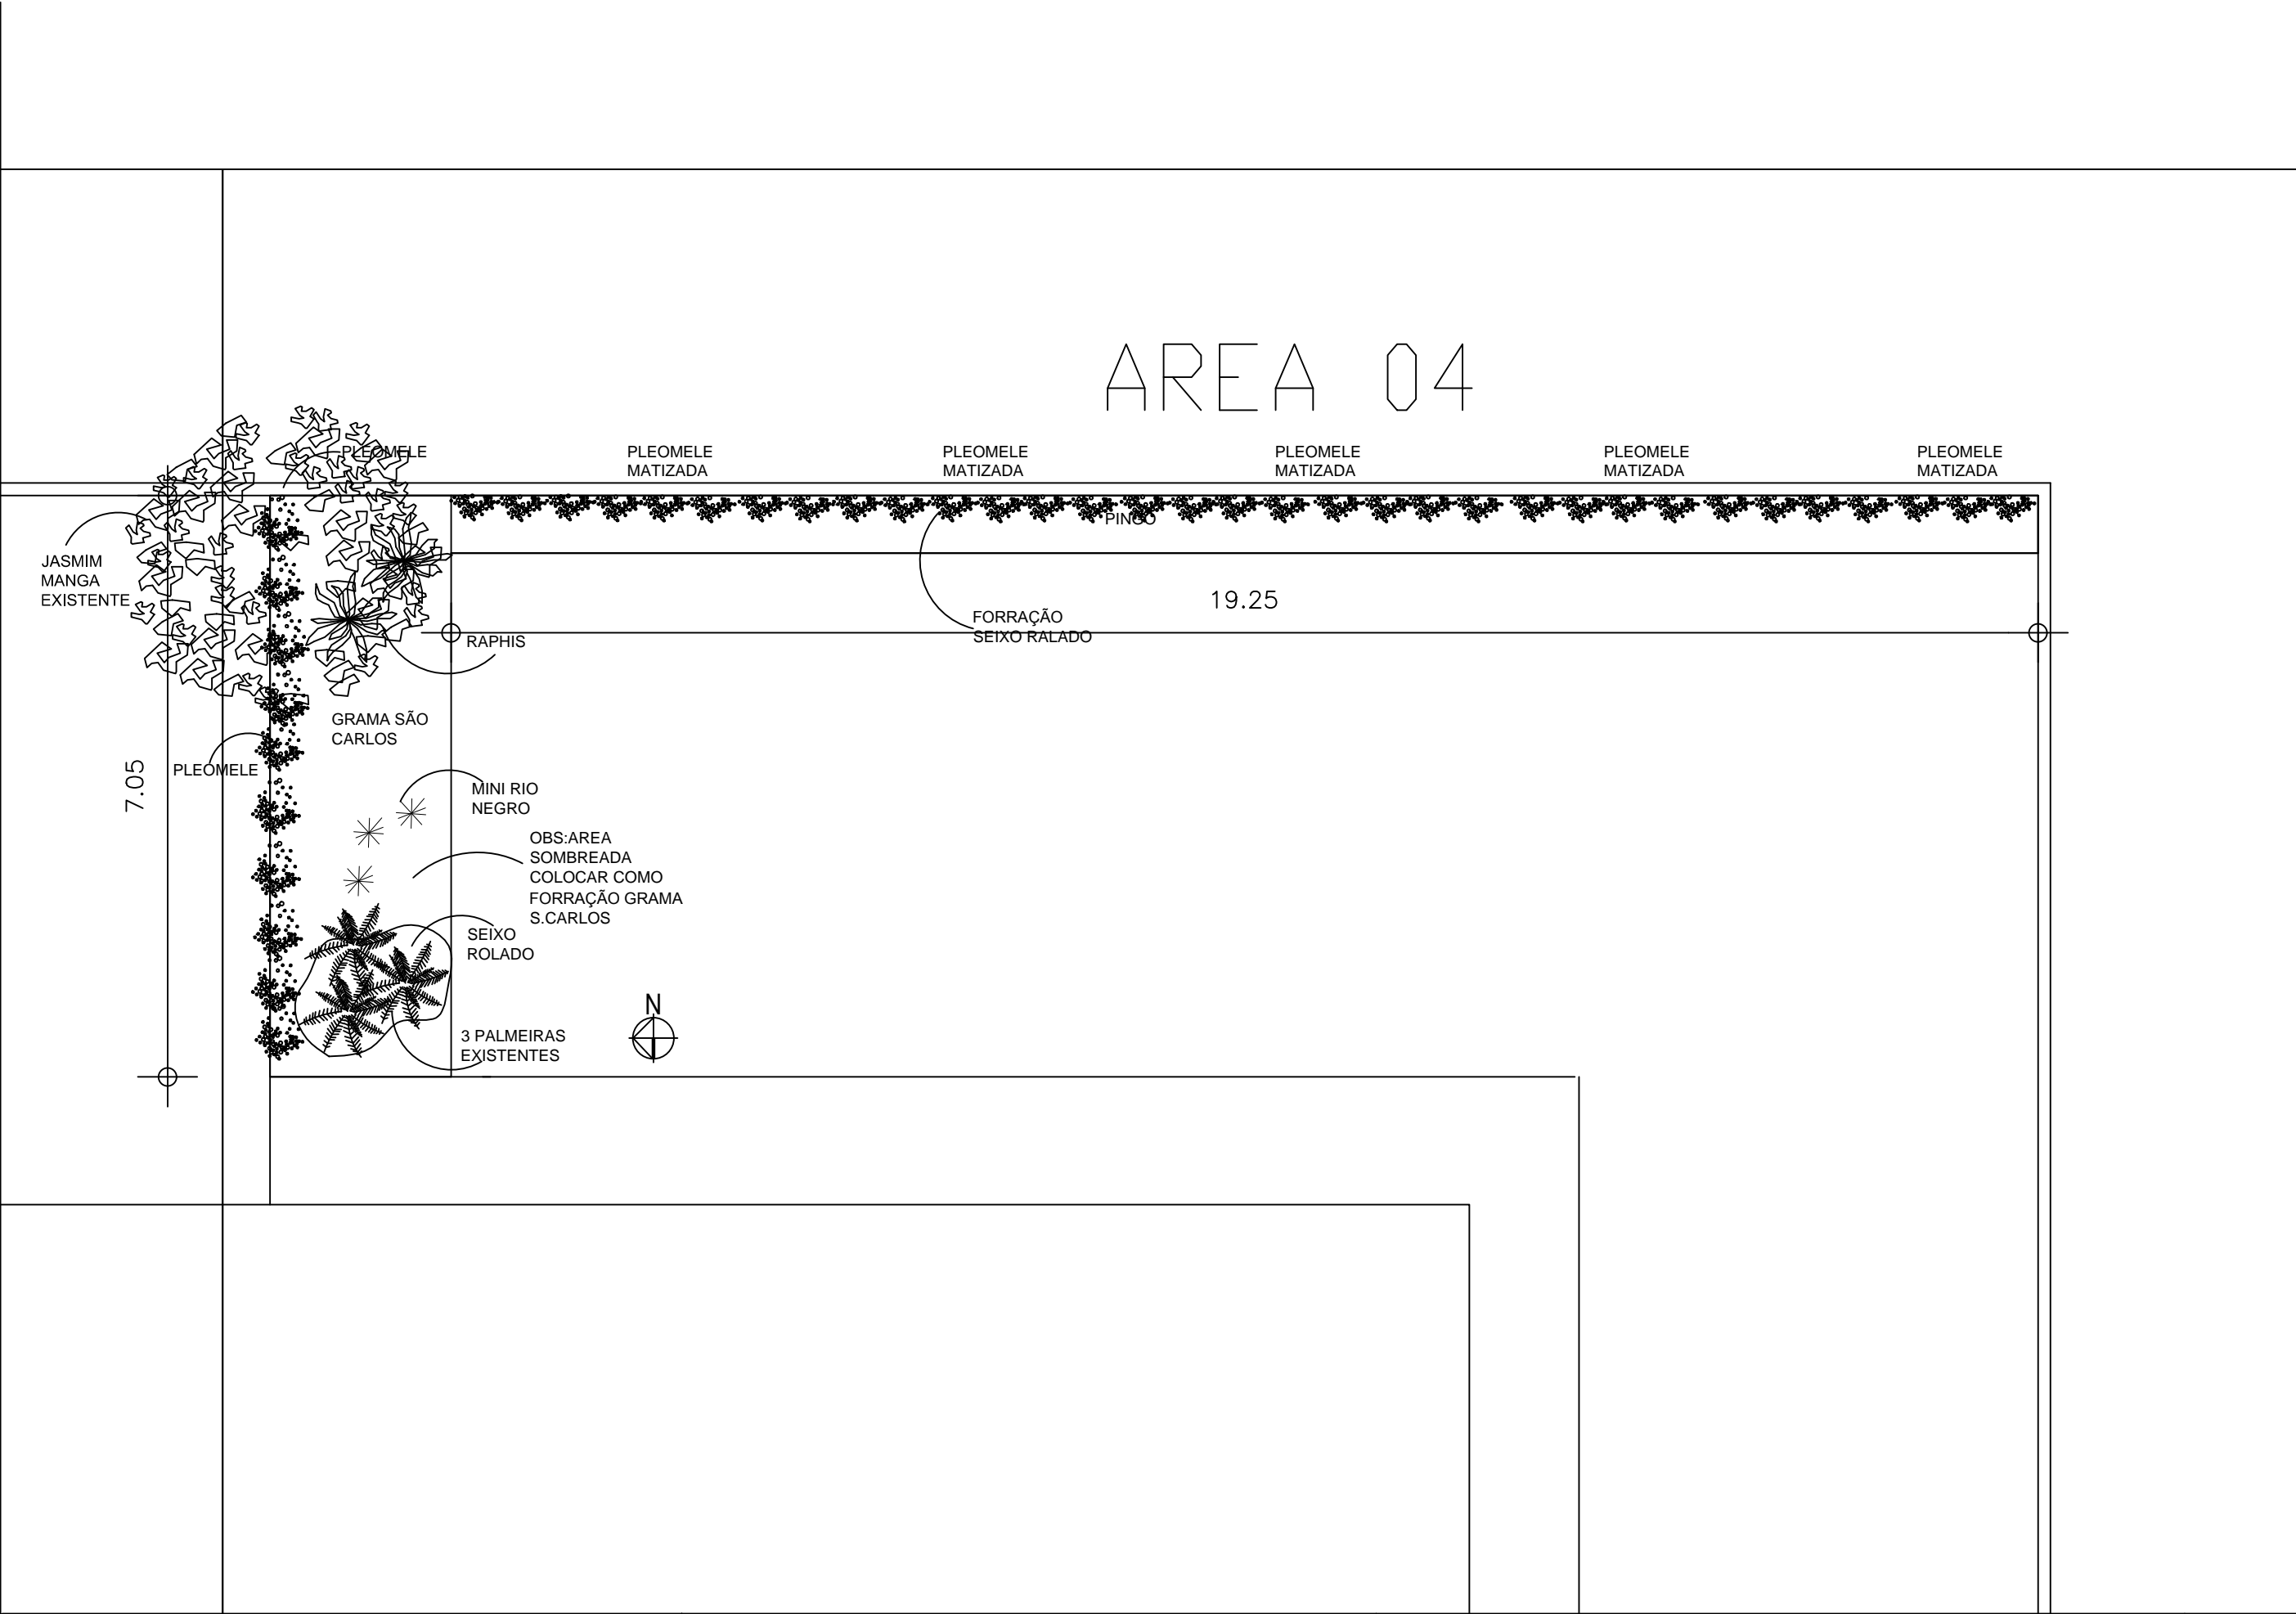 AREA 04
PLEOMELE
PLEOMELE
MATIZADA
PLEOMELE
MATIZADA
PLEOMELE
MATIZADA
PLEOMELE
MATIZADA
PLEOMELE
MATIZADA
PINGO
JASMIM
MANGA
EXISTENTE
19.25
FORRAÇÃO
SEIXO RALADO
RAPHIS
GRAMA SÃO
CARLOS
PLEOMELE
7.05
MINI RIO
NEGRO
OBS:AREA
SOMBREADA
COLOCAR COMO
FORRAÇÃO GRAMA
S.CARLOS
SEIXO
ROLADO
N
3 PALMEIRAS
EXISTENTES